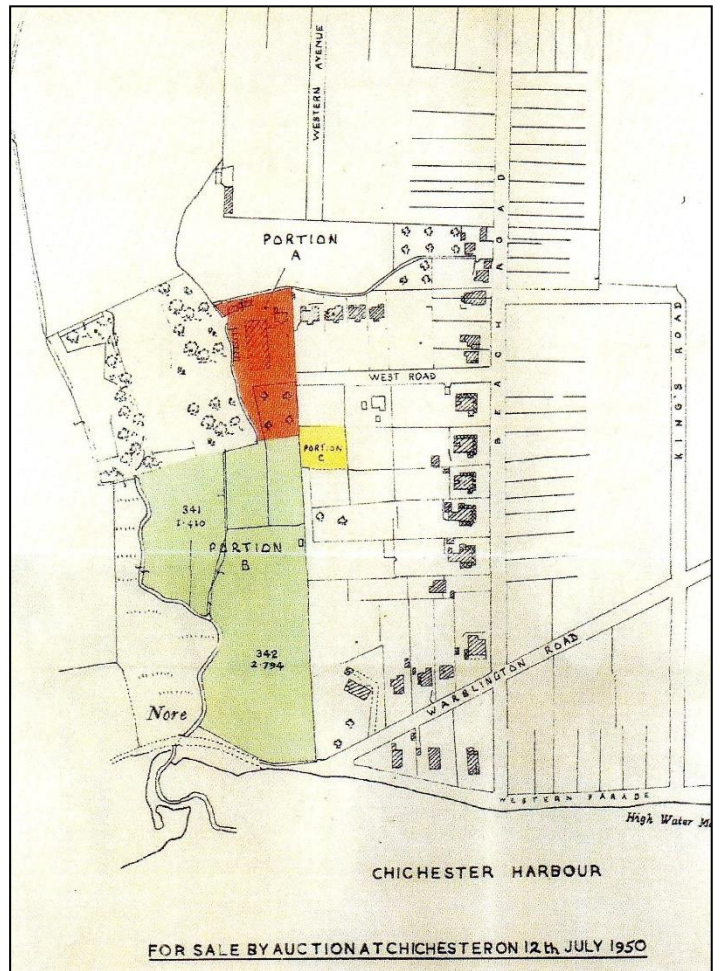 WESTERN AVENUE
PORTION
A
BEACH ROAD
KING'S ROAD
WEST ROAD
PORTION
C
341
1·410
PORTION
B
342
2·794
Nore
WARBLINGTON ROAD
WESTERN PARADE
High Water
CHICHESTER HARBOUR
FOR SALE BY AUCTION AT CHICHESTER ON 12th JULY 1950